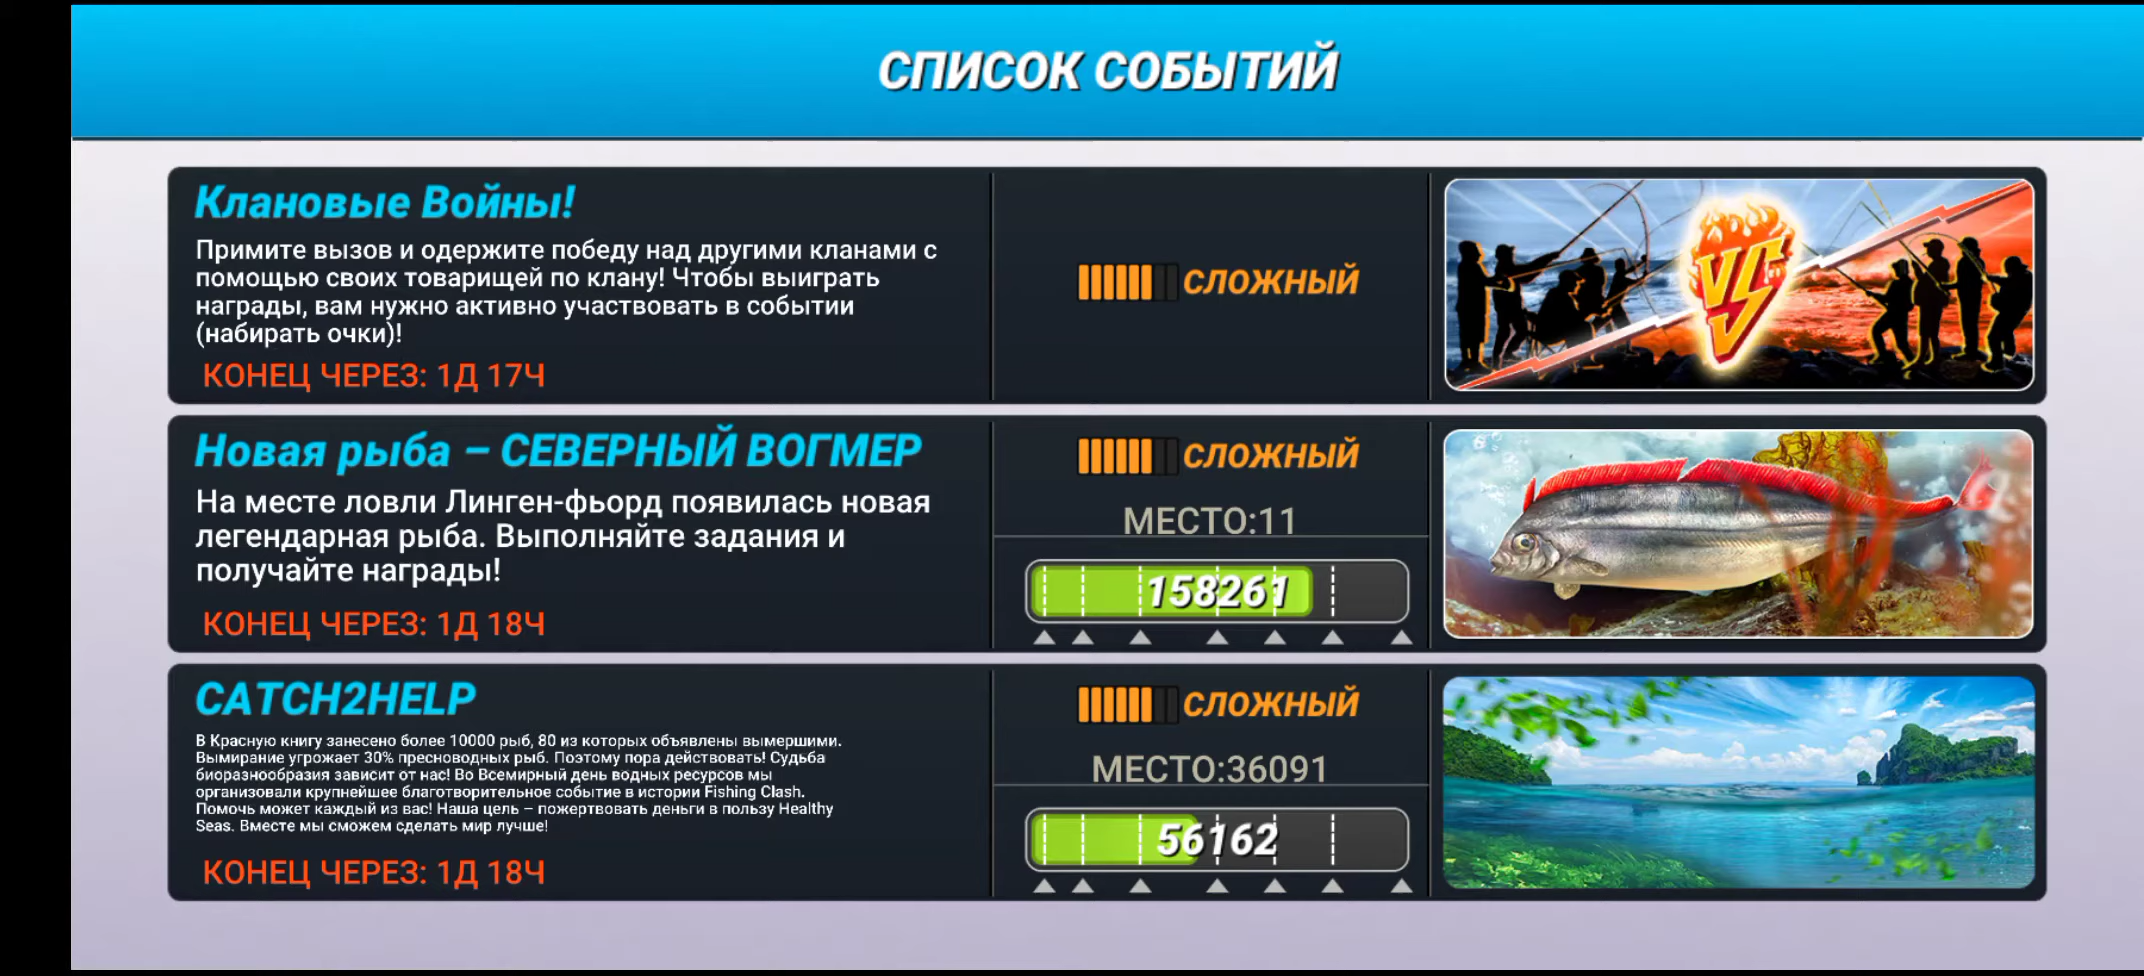 СПИСОК СОБЫТИЙ
Клановые Войны!
Примите вызов и одержите победу над другими кланами с
помощью своих товарищей по клану! Чтобы выиграть
награды, вам нужно активно участвовать в событии
(набирать очки)!
КОНЕЦ ЧЕРЕЗ: 1Д 17Ч
СЛОЖНЫЙ
VS
Новая рыба – СЕВЕРНЫЙ ВОГМЕР
На месте ловли Линген-фьорд появилась новая
легендарная рыба. Выполняйте задания и
получайте награды!
КОНЕЦ ЧЕРЕЗ: 1Д 18Ч
СЛОЖНЫЙ
МЕСТО:11
158261
CATCH2HELP
В Красную книгу занесено более 10000 рыб, 80 из которых объявлены вымершими.
Вымирание угрожает 30% пресноводных рыб. Поэтому пора действовать! Судьба
биоразнообразия зависит от нас! Во Всемирный день водных ресурсов мы
организовали крупнейшее благотворительное событие в истории Fishing Clash.
Помочь может каждый из вас! Наша цель – пожертвовать деньги в пользу Healthy
Seas. Вместе мы сможем сделать мир лучше!
КОНЕЦ ЧЕРЕЗ: 1Д 18Ч
СЛОЖНЫЙ
МЕСТО:36091
56162